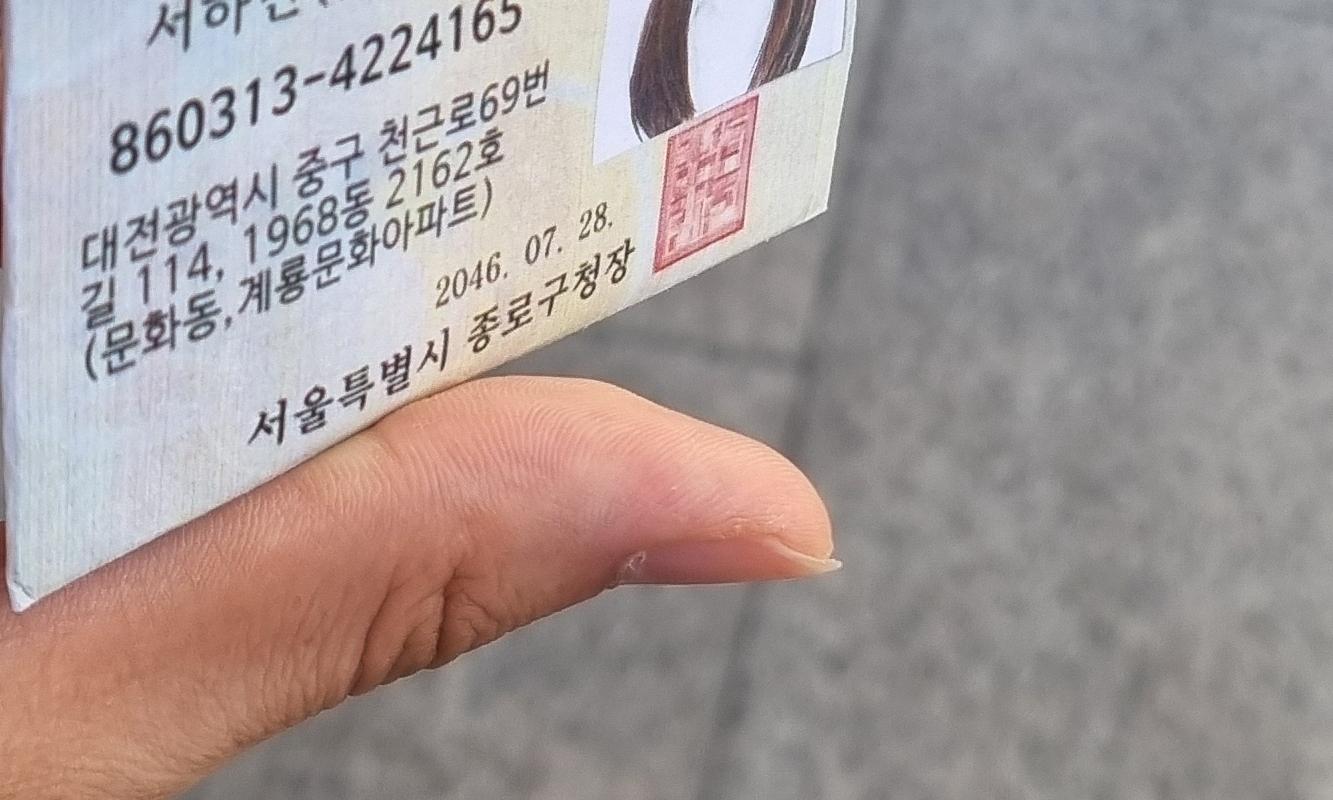 860313-4224165
대전광역시 중구 천근로69번
길 114, 1968동 2162호
(문화동,계룡문화아파트)
2046. 07. 28.
서울특별시 종로구청장